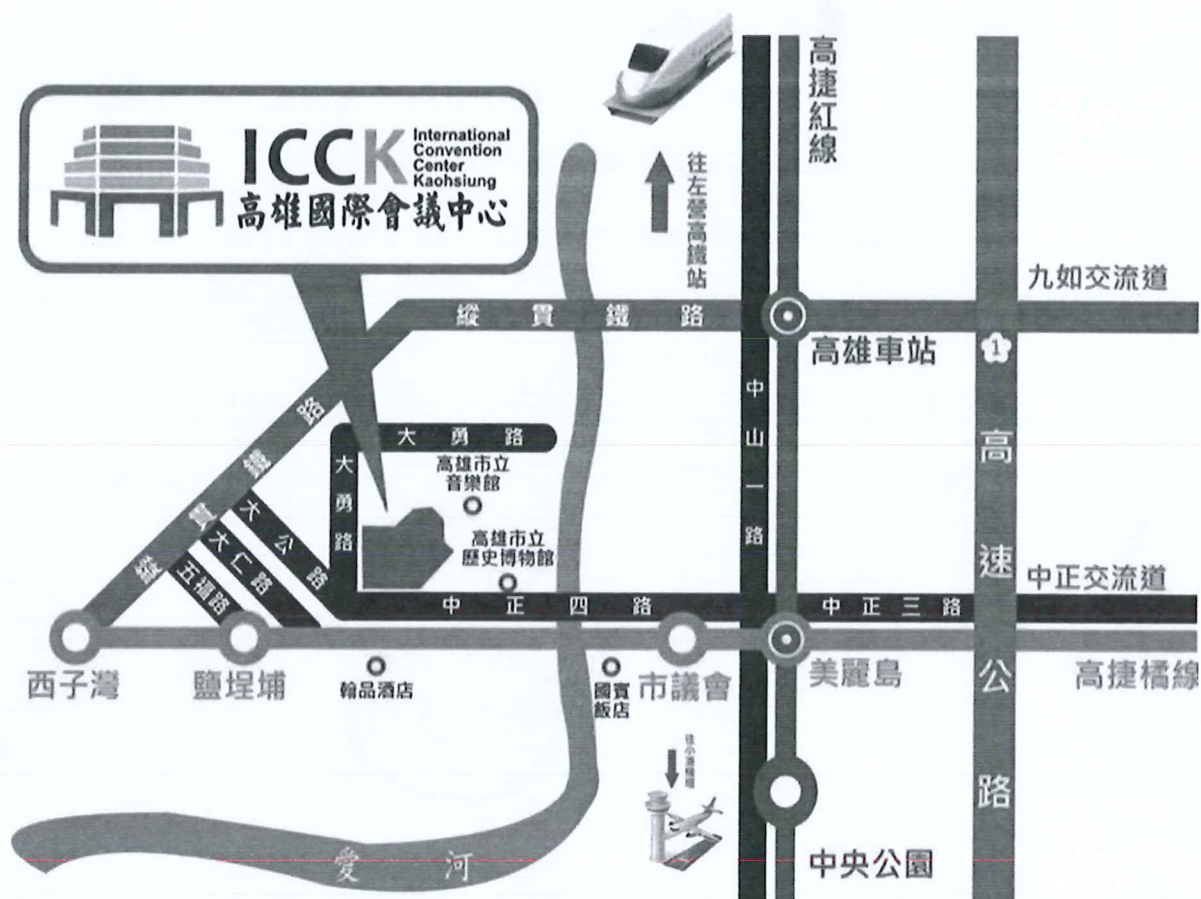 ICCK
International
Convention
Center
Kaohsiung
高雄國際會議中心
高捷紅線
往左營高鐵站
九如交流道
縱貫鐵路
高雄車站
1
高速公路
中山一路
縱貫鐵路
大勇路
大勇路
高雄市立
音樂館
高雄市立
歷史博物館
大公路
大仁路
五福路
中正四路
中正三路
中正交流道
西子灣
鹽埕埔
翰品酒店
國賓
飯店
市議會
美麗島
高捷橘線
往小港機場
愛河
中央公園